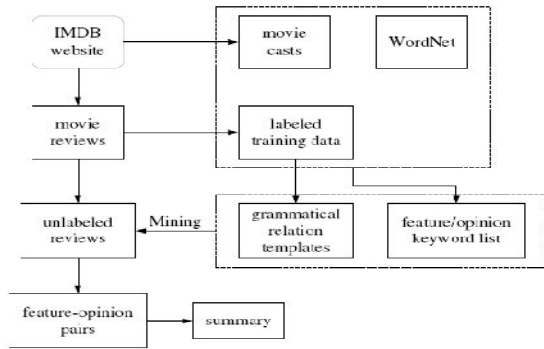 IMDB
website
movie
casts
WordNet
movie
reviews
labeled
training data
unlabeled
reviews
Mining
grammatical
relation
templates
feature/opinion
keyword list
feature-opinion
pairs
summary